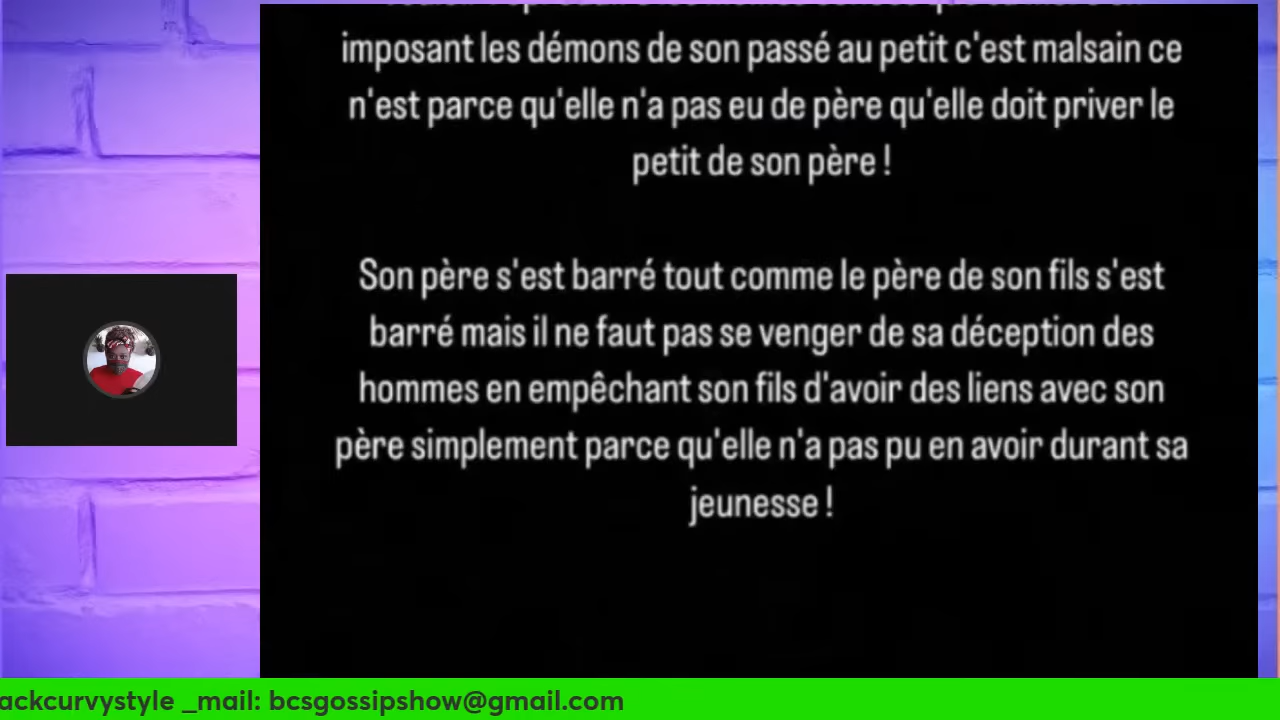 imposant les démons de son passé au petit c'est malsain ce
n'est parce qu'elle n'a pas eu de père qu'elle doit priver le
petit de son père !
Son père s'est barré tout comme le père de son fils s'est
barré mais il ne faut pas se venger de sa déception des
hommes en empêchant son fils d'avoir des liens avec son
père simplement parce qu'elle n'a pas pu en avoir durant sa
jeunesse !
ackcurvystyle _mail: bcsgossipshow@gmail.com